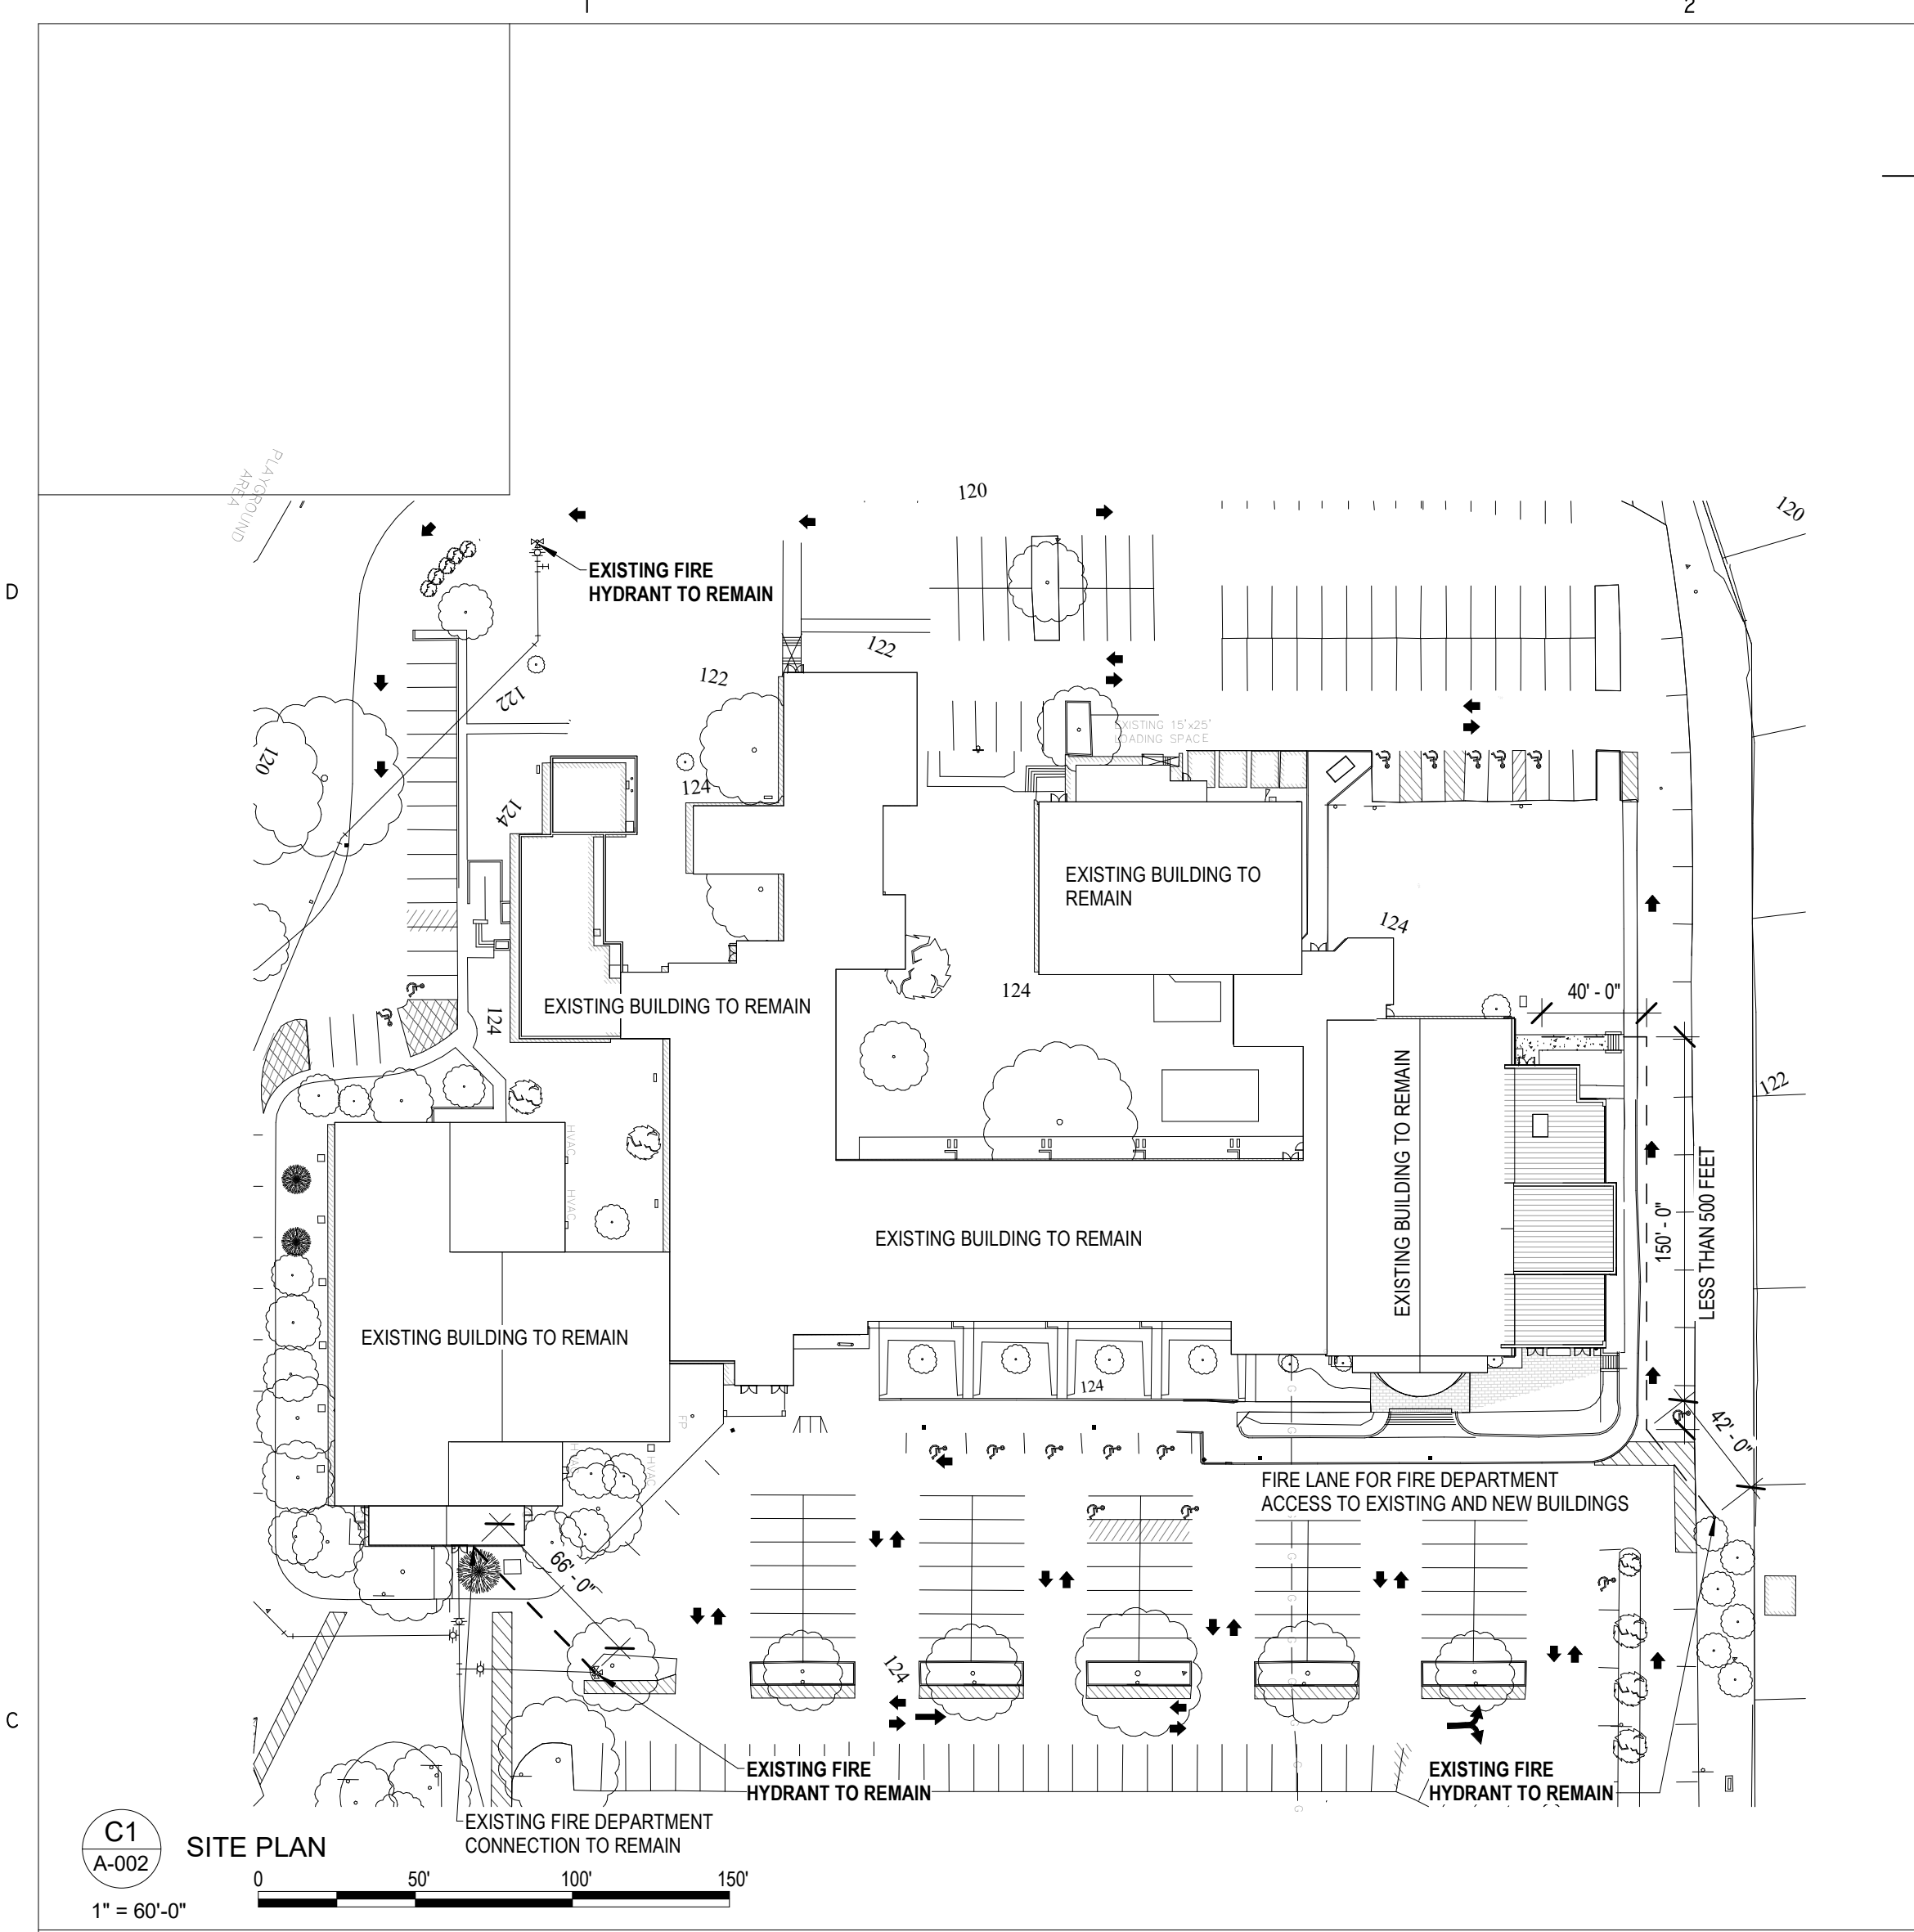 1
2
D
PLAYGROUND
AREA
120
120
EXISTING FIRE
HYDRANT TO REMAIN
122
122
122
120
124
124
EXISTING 15'x25'
LOADING SPACE
EXISTING BUILDING TO
REMAIN
124
124
40' - 0"
EXISTING BUILDING TO REMAIN
124
EXISTING BUILDING TO REMAIN
122
HVAC
HVAC
LESS THAN 500 FEET
150' - 0"
EXISTING BUILDING TO REMAIN
EXISTING BUILDING TO REMAIN
124
G
FP
HVAC
HVAC
42' - 0"
G
FIRE LANE FOR FIRE DEPARTMENT
ACCESS TO EXISTING AND NEW BUILDINGS
66' - 0"
G
G
G
124
G
G
C
EXISTING FIRE
HYDRANT TO REMAIN
EXISTING FIRE
HYDRANT TO REMAIN
G
G
EXISTING FIRE DEPARTMENT
CONNECTION TO REMAIN
C1
A-002
SITE PLAN
0 50' 100' 150'
1" = 60'-0"